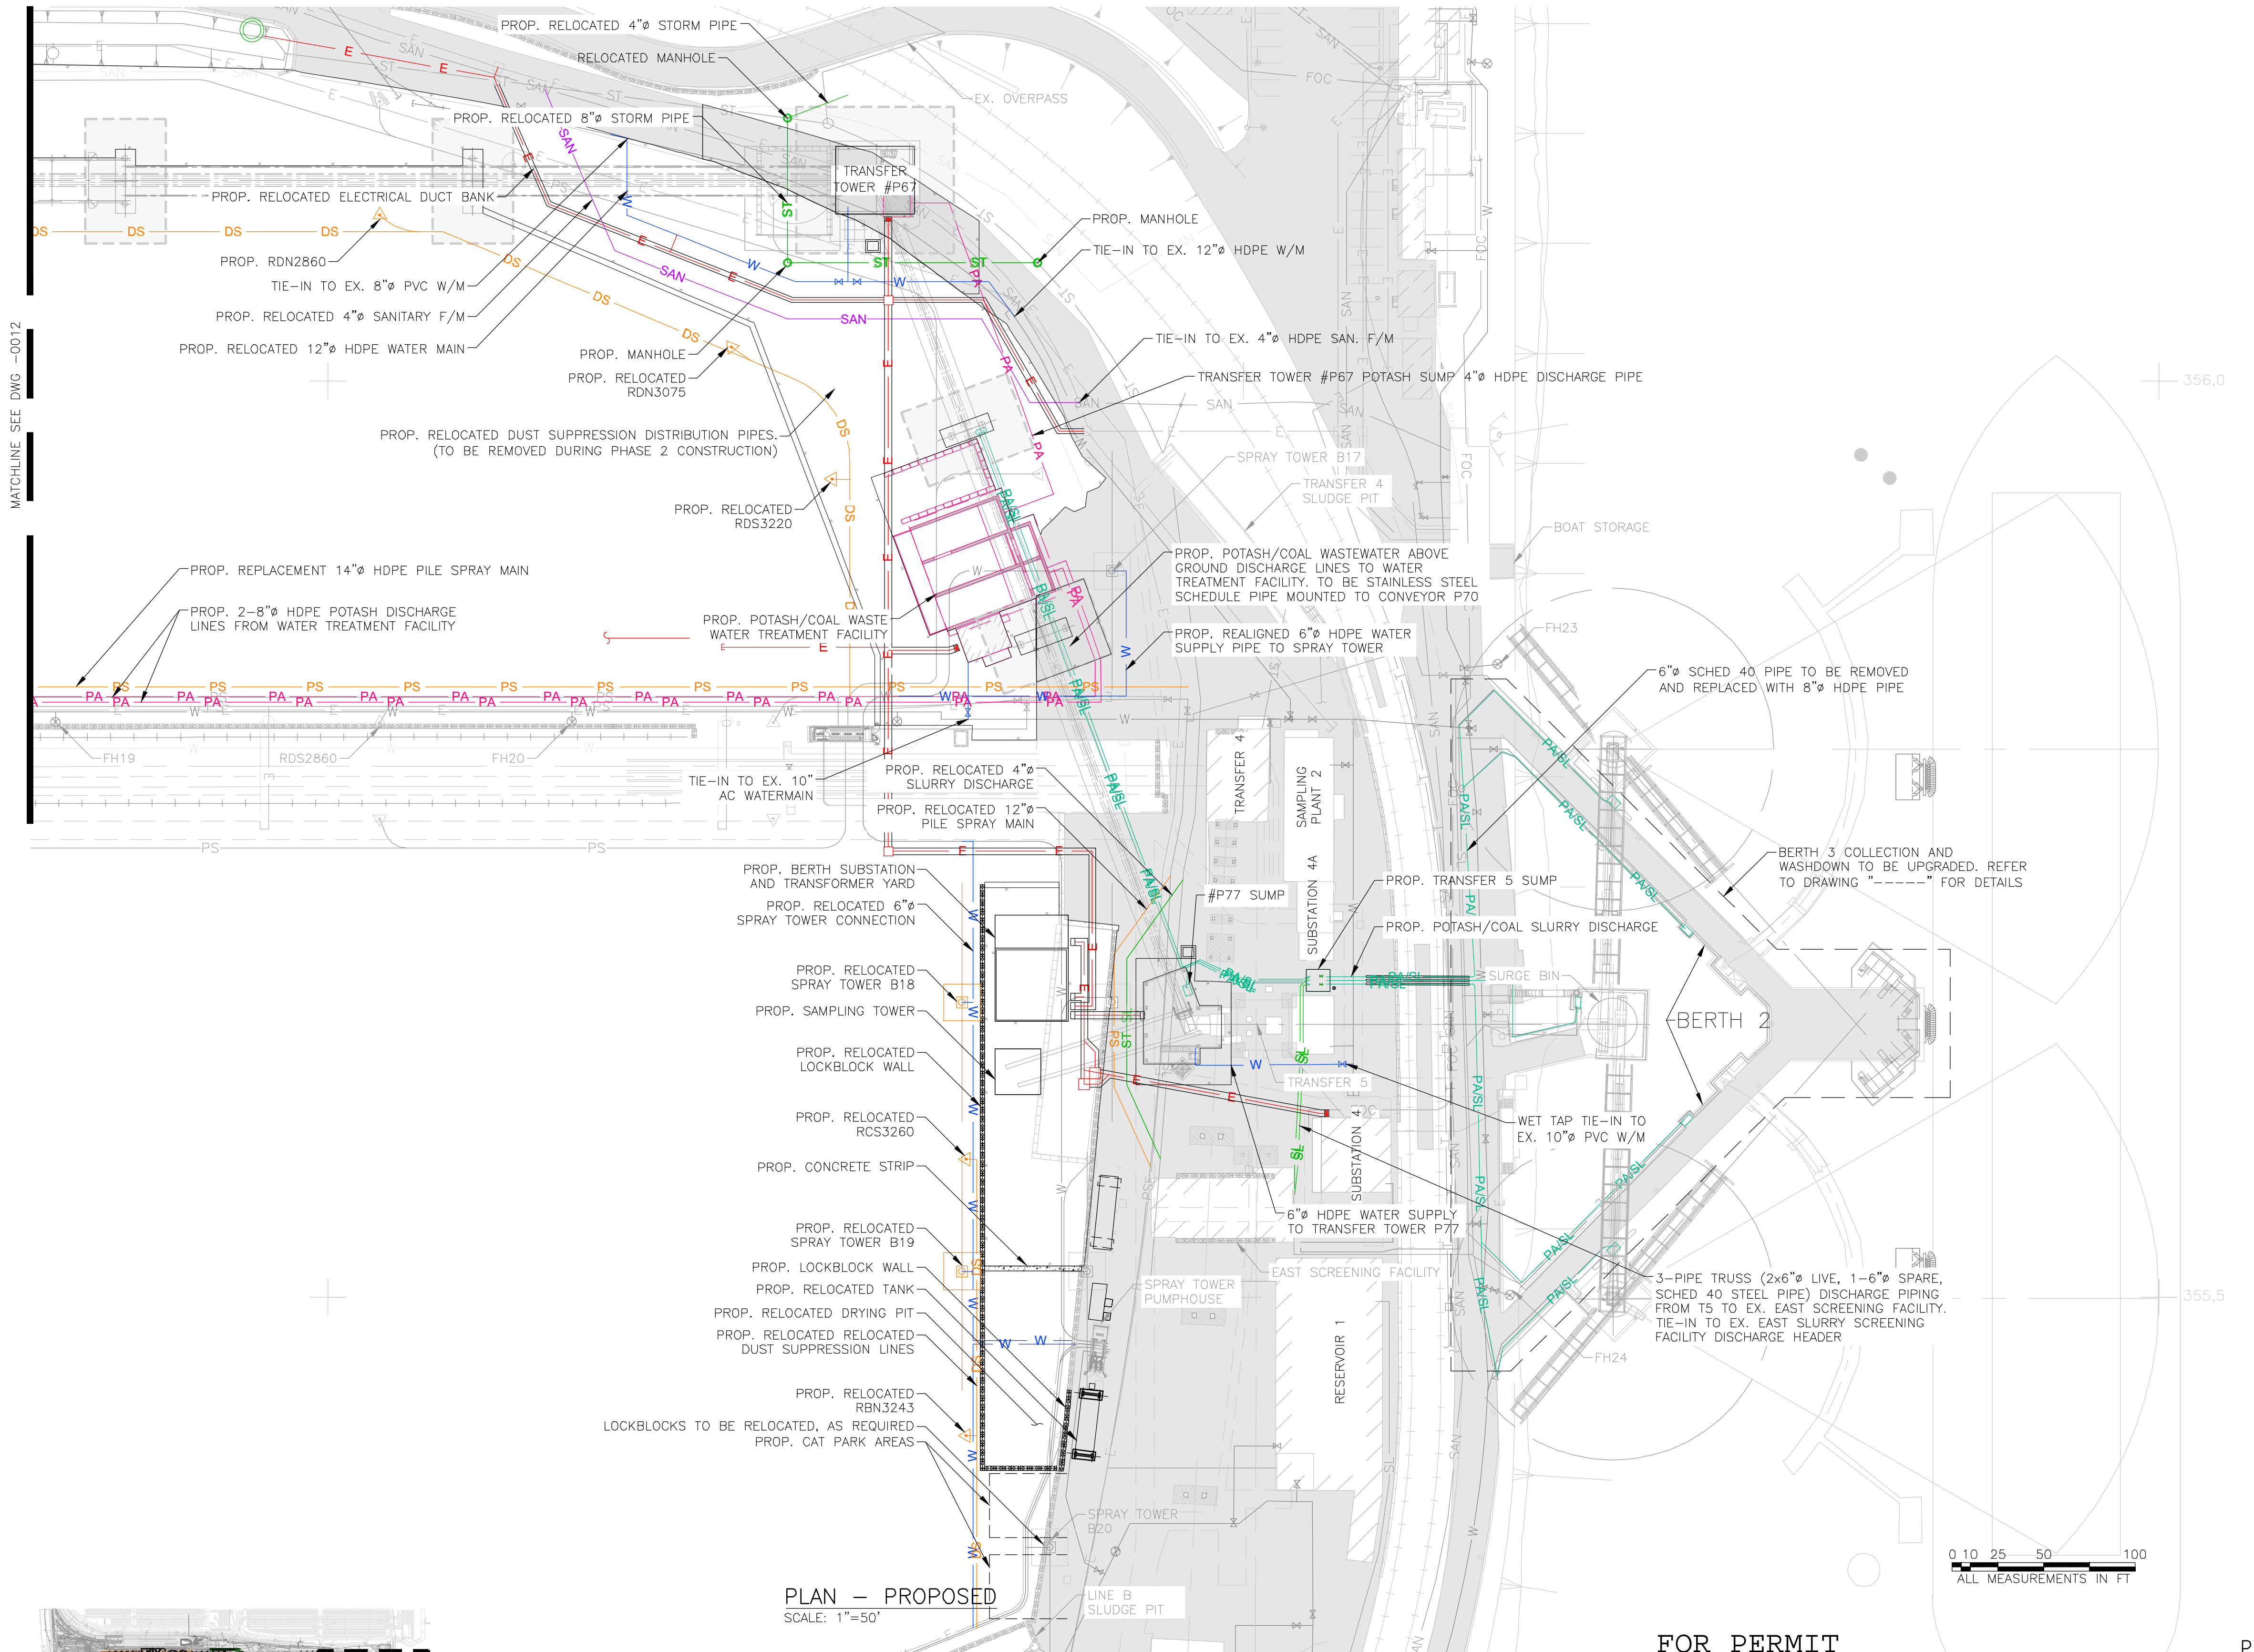 PROP. RELOCATED 4"ø STORM PIPE
RELOCATED MANHOLE
PROP. RELOCATED 8"ø STORM PIPE
EX. OVERPASS
TRANSFER
TOWER #P67
PROP. RELOCATED ELECTRICAL DUCT BANK
PROP. MANHOLE
TIE-IN TO EX. 12"ø HDPE W/M
PROP. RDN2860
TIE-IN TO EX. 8"ø PVC W/M
PROP. RELOCATED 4"ø SANITARY F/M
PROP. RELOCATED 12"ø HDPE WATER MAIN
MATCHLINE SEE DWG -0012
PROP. MANHOLE
PROP. RELOCATED
RDN3075
TIE-IN TO EX. 4"ø HDPE SAN. F/M
TRANSFER TOWER #P67 POTASH SUMP 4"ø HDPE DISCHARGE PIPE
356,0
PROP. RELOCATED DUST SUPPRESSION DISTRIBUTION PIPES.
(TO BE REMOVED DURING PHASE 2 CONSTRUCTION)
SPRAY TOWER B17
TRANSFER 4
SLUDGE PIT
PROP. RELOCATED
RDS3220
BOAT STORAGE
PROP. REPLACEMENT 14"ø HDPE PILE SPRAY MAIN
PROP. 2-8"ø HDPE POTASH DISCHARGE
LINES FROM WATER TREATMENT FACILITY
PROP. POTASH/COAL WASTEWATER ABOVE
GROUND DISCHARGE LINES TO WATER
TREATMENT FACILITY. TO BE STAINLESS STEEL
SCHEDULE PIPE MOUNTED TO CONVEYOR P70
PROP. POTASH/COAL WASTE
WATER TREATMENT FACILITY
PROP. REALIGNED 6"ø HDPE WATER
SUPPLY PIPE TO SPRAY TOWER
FH23
6"ø SCHED 40 PIPE TO BE REMOVED
AND REPLACED WITH 8"ø HDPE PIPE
FH19
RDS2860
FH20
TIE-IN TO EX. 10"
AC WATERMAIN
PROP. RELOCATED 4"ø
SLURRY DISCHARGE
PROP. RELOCATED 12"ø
PILE SPRAY MAIN
TRANSFER 4
SAMPLING
PLANT 2
SUBSTATION 4A
BERTH 3 COLLECTION AND
WASHDOWN TO BE UPGRADED. REFER
TO DRAWING "-----" FOR DETAILS
PROP. BERTH SUBSTATION
AND TRANSFORMER YARD
PROP. RELOCATED 6"ø
SPRAY TOWER CONNECTION
#P77 SUMP
PROP. TRANSFER 5 SUMP
PROP. POTASH/COAL SLURRY DISCHARGE
PROP. RELOCATED
SPRAY TOWER B18
SURGE BIN
PROP. SAMPLING TOWER
BERTH 2
PROP. RELOCATED
LOCKBLOCK WALL
TRANSFER 5
PROP. RELOCATED
RCS3260
WET TAP TIE-IN TO
EX. 10"ø PVC W/M
PROP. CONCRETE STRIP
SUBSTATION 4
6"ø HDPE WATER SUPPLY
TO TRANSFER TOWER P77
PROP. RELOCATED
SPRAY TOWER B19
PROP. LOCKBLOCK WALL
PROP. RELOCATED TANK
PROP. RELOCATED DRYING PIT
PROP. RELOCATED RELOCATED
DUST SUPPRESSION LINES
EAST SCREENING FACILITY
SPRAY TOWER
PUMPHOUSE
3-PIPE TRUSS (2x6"ø LIVE, 1-6"ø SPARE,
SCHED 40 STEEL PIPE) DISCHARGE PIPING
FROM T5 TO EX. EAST SCREENING FACILITY.
TIE-IN TO EX. EAST SLURRY SCREENING
FACILITY DISCHARGE HEADER
355,5
RESERVOIR 1
FH24
PROP. RELOCATED
RBN3243
LOCKBLOCKS TO BE RELOCATED, AS REQUIRED
PROP. CAT PARK AREAS
SPRAY TOWER
B20
0 10 25 50 100
ALL MEASUREMENTS IN FT
PLAN - PROPOSED
SCALE: 1"=50'
LINE B
SLUDGE PIT
FOR PERMIT
P